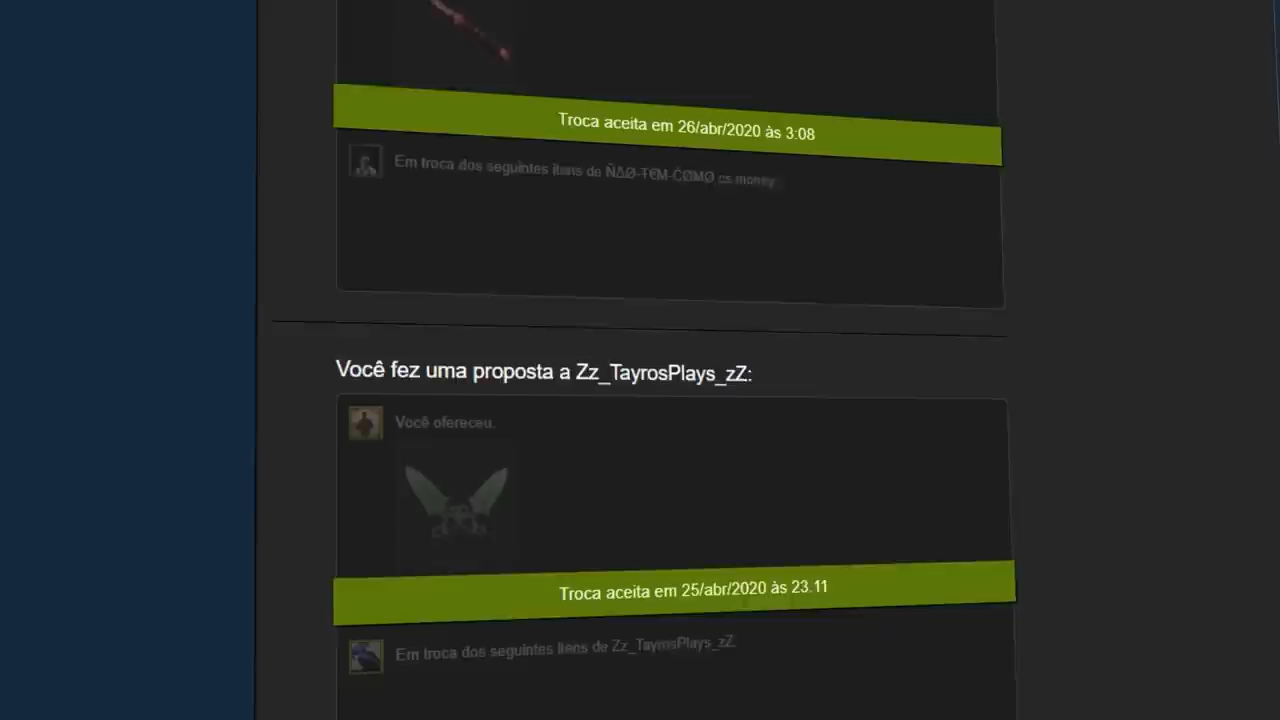 Troca aceita em 26/abr/2020 às 3:08
Em troca dos seguintes itens de ÑΔØ-T€M-ĆØMØ cs.money:
Você fez uma proposta a Zz_TayrosPlays_zZ:
Você ofereceu:
Troca aceita em 25/abr/2020 às 23:11
Em troca dos seguintes itens de Zz_TayrosPlays_zZ: